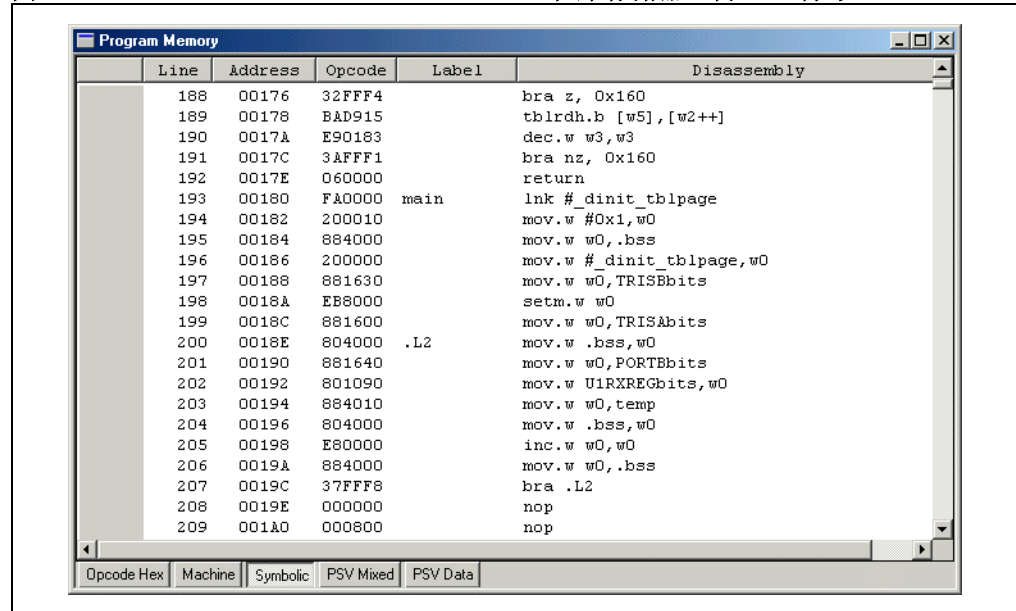 Program Memory
Line Address Opcode Label Disassembly
188 00176 32FFF4 bra z, 0x160
189 00178 BAD915 tblrdh.b [w5],[w2++]
190 0017A E90183 dec.w w3,w3
191 0017C 3AFFF1 bra nz, 0x160
192 0017E 060000 return
193 00180 FA0000 main lnk #_dinit_tblpage
194 00182 200010 mov.w #0x1,w0
195 00184 884000 mov.w w0,.bss
196 00186 200000 mov.w #_dinit_tblpage,w0
197 00188 881630 mov.w w0,TRISBbits
198 0018A EB8000 setm.w w0
199 0018C 881600 mov.w w0,TRISAbits
200 0018E 804000 .L2 mov.w .bss,w0
201 00190 881640 mov.w w0,PORTBbits
202 00192 801090 mov.w U1RXREGbits,w0
203 00194 884010 mov.w w0,temp
204 00196 804000 mov.w .bss,w0
205 00198 E80000 inc.w w0,w0
206 0019A 884000 mov.w w0,.bss
207 0019C 37FFF8 bra .L2
208 0019E 000000 nop
209 001A0 000800 nop
Opcode Hex Machine Symbolic PSV Mixed PSV Data